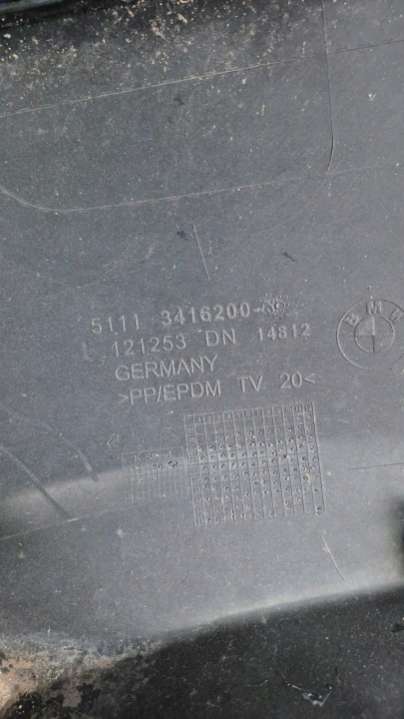 5111 3416200-
121253 DN 14812
GERMANY
>PP/EPDM TV 20<
BMW